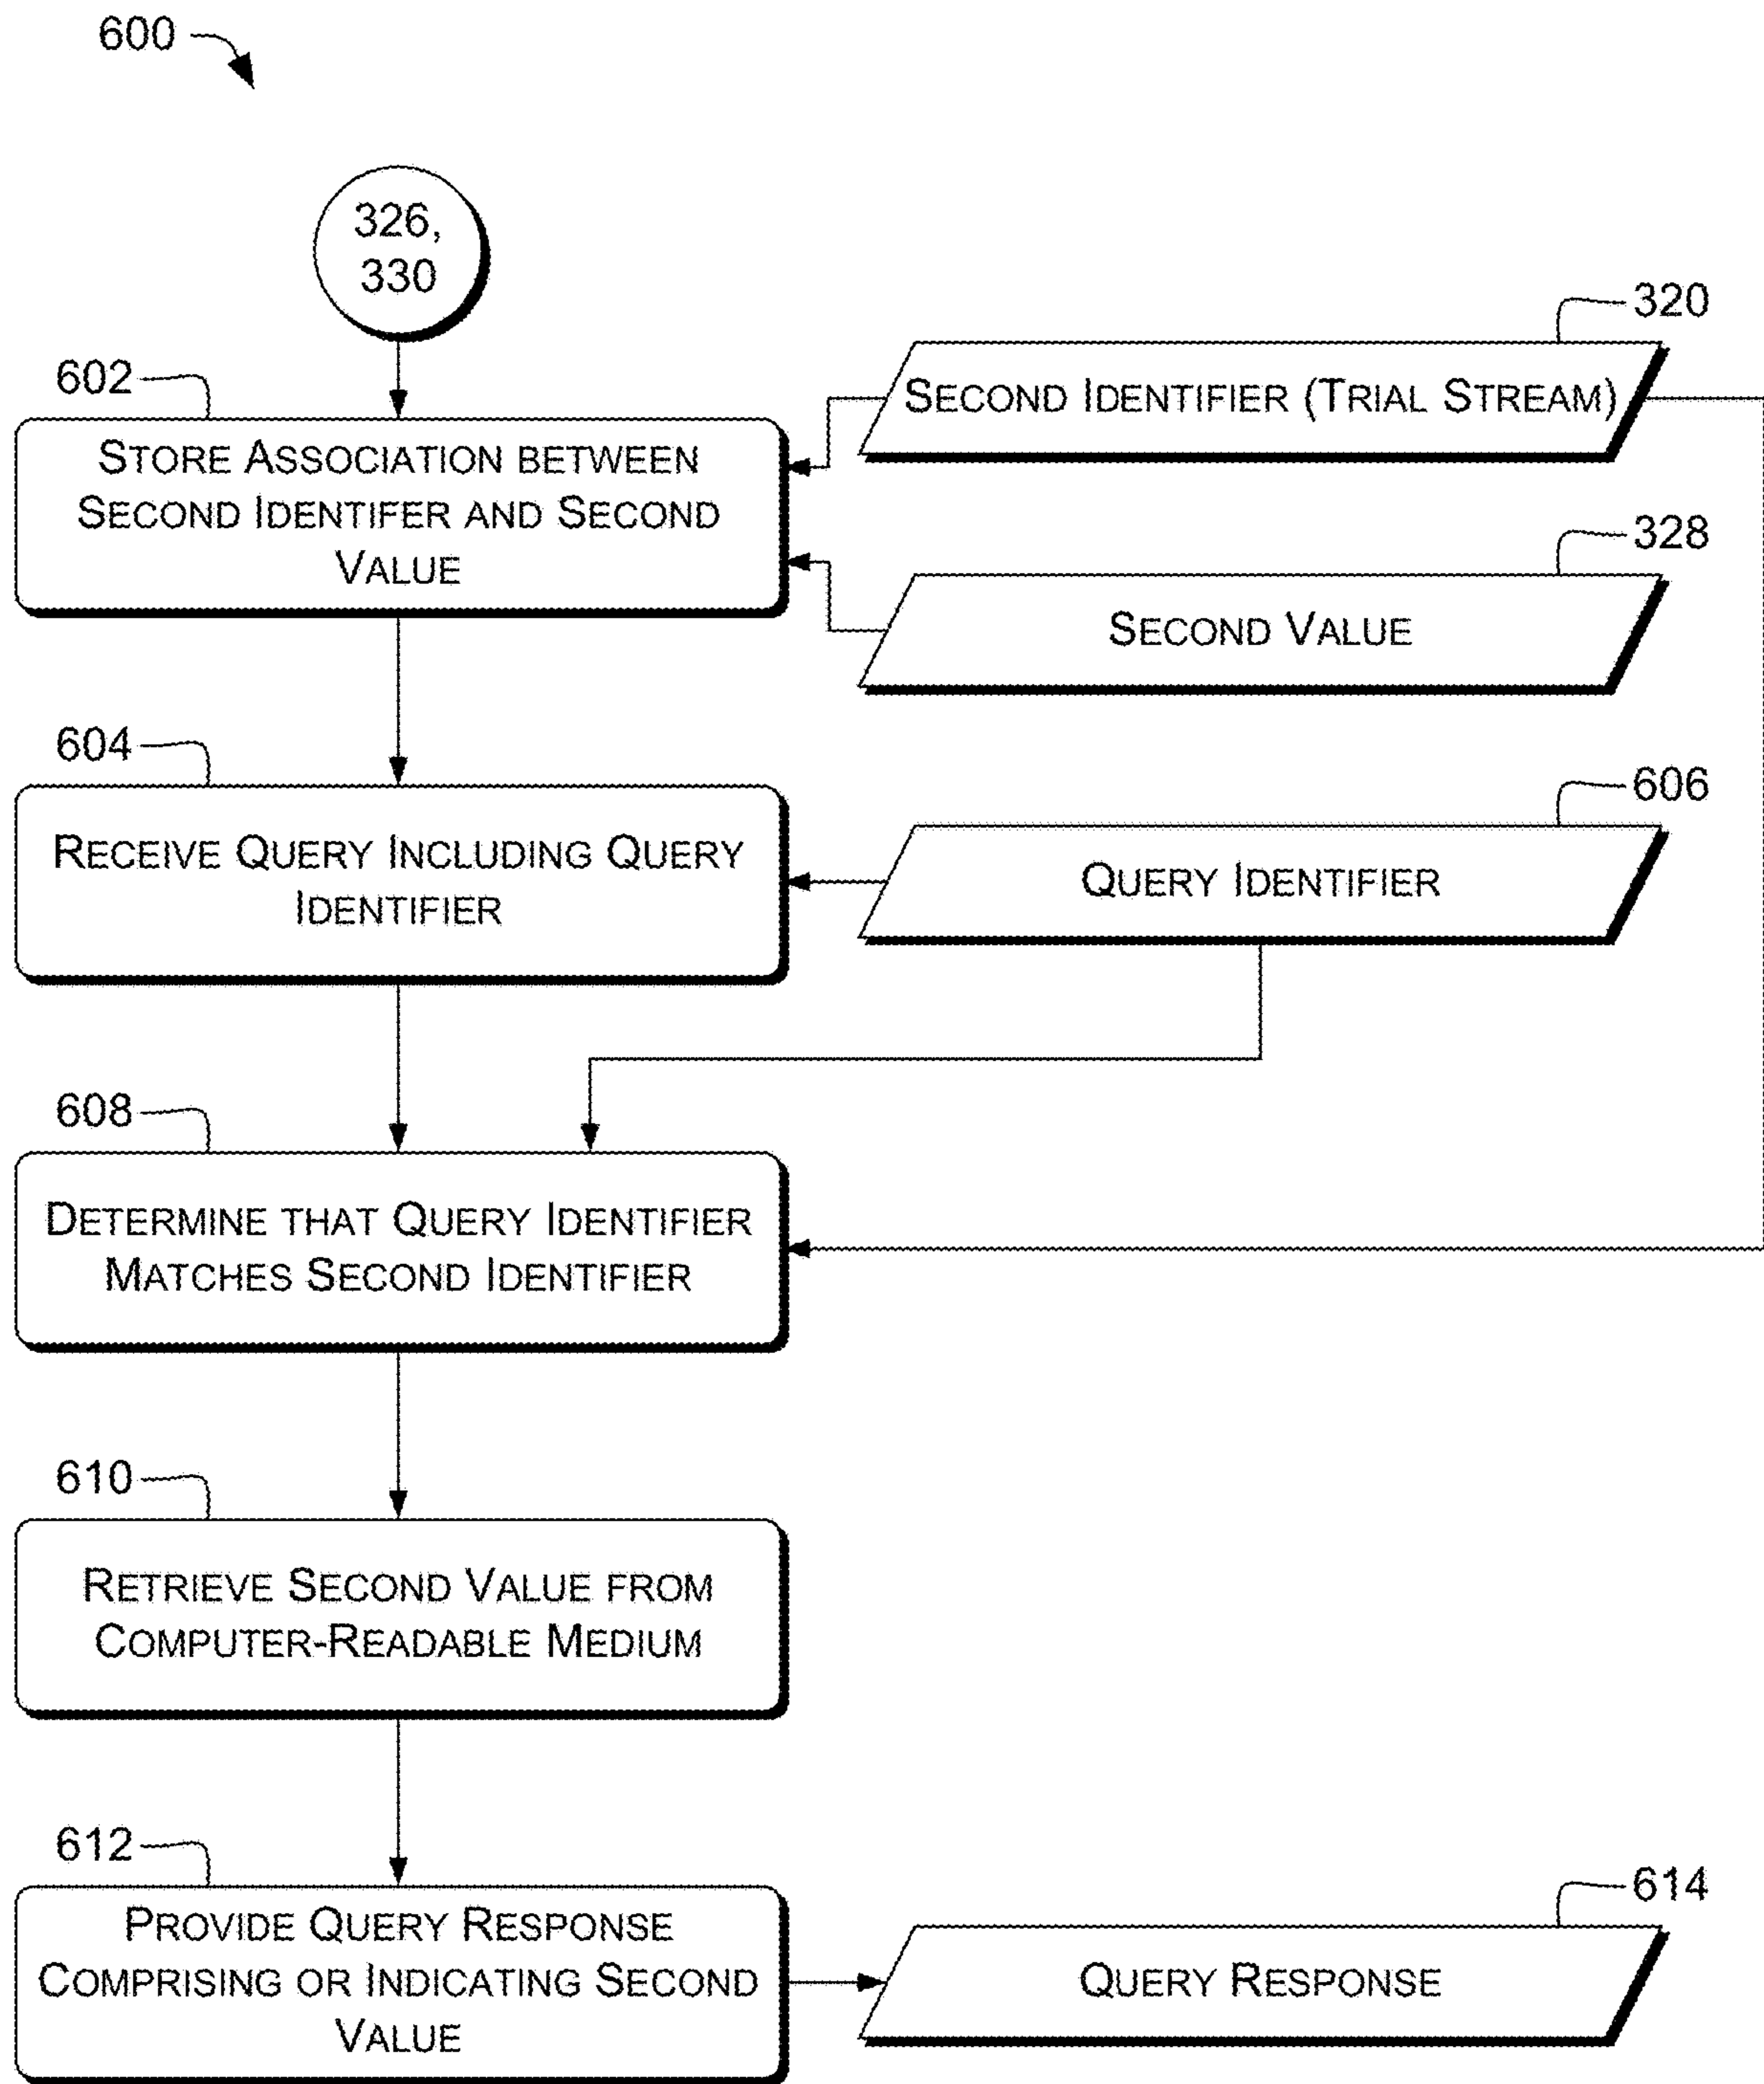 600
326,
330
320
602
SECOND IDENTIFIER (TRIAL STREAM)
STORE ASSOCIATION BETWEEN
SECOND IDENTIFER AND SECOND
VALUE
328
SECOND VALUE
604
606
RECEIVE QUERY INCLUDING QUERY
IDENTIFIER
QUERY IDENTIFIER
608
DETERMINE THAT QUERY IDENTIFIER
MATCHES SECOND IDENTIFIER
610
RETRIEVE SECOND VALUE FROM
COMPUTER-READABLE MEDIUM
612
614
PROVIDE QUERY RESPONSE
COMPRISING OR INDICATING SECOND
VALUE
QUERY RESPONSE